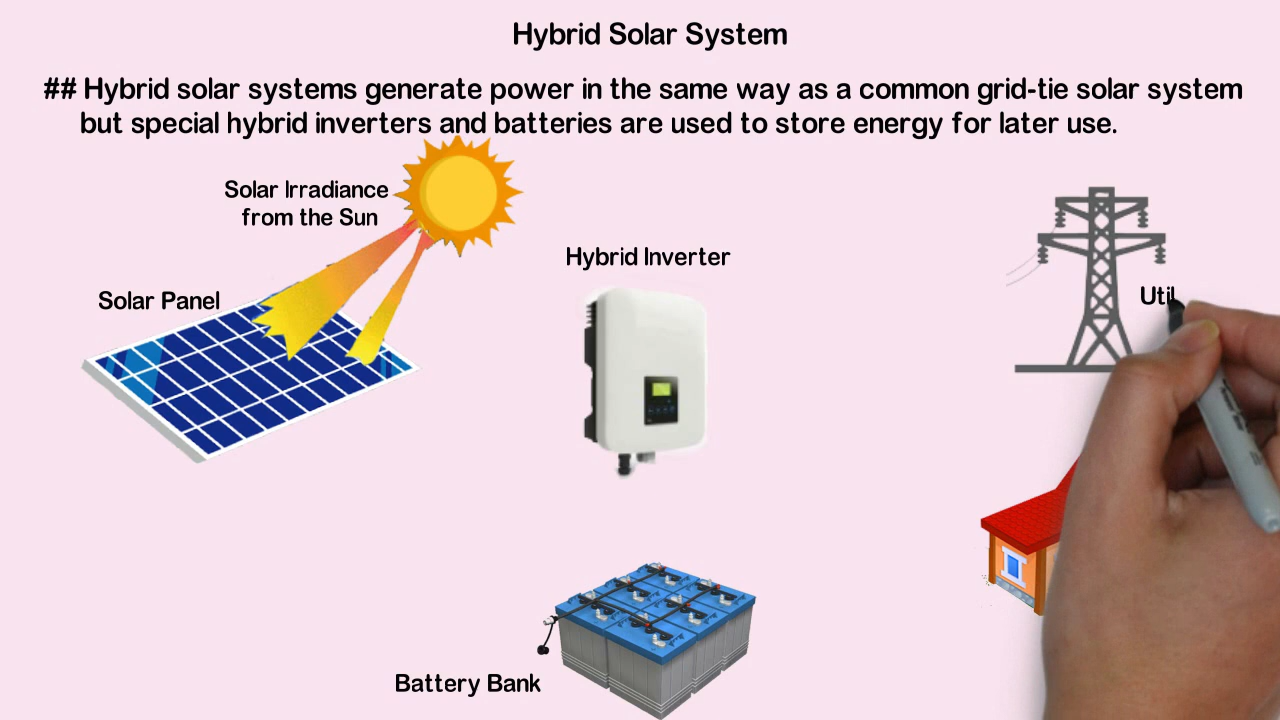 Hybrid Solar System
## Hybrid solar systems generate power in the same way as a common grid-tie solar system
but special hybrid inverters and batteries are used to store energy for later use.
Solar Irradiance
from the Sun
Hybrid Inverter
Solar Panel
Util
Battery Bank